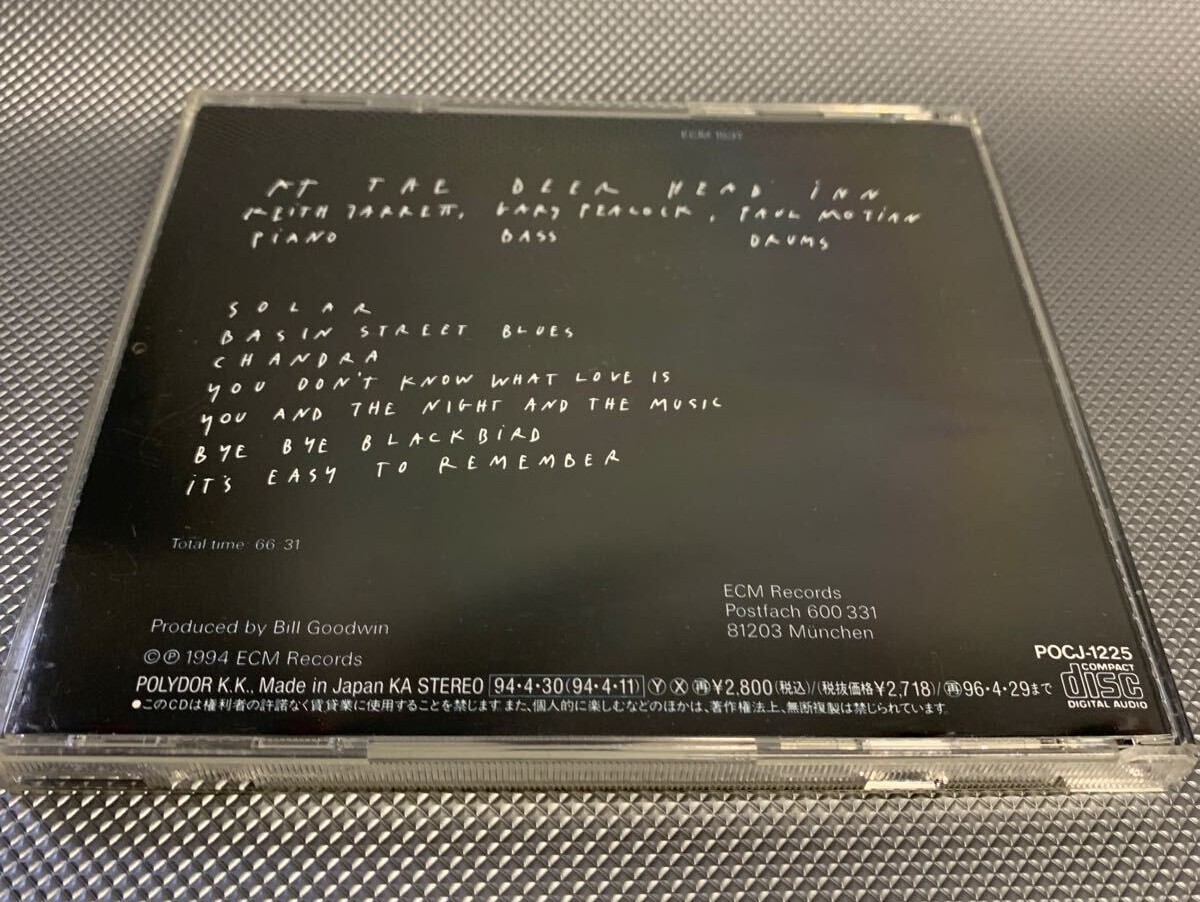 ECM 1531
AT THE DEER HEAD INN
KEITH JARRETT, GARY PEACOCK, PAUL MOTIAN
PIANO BASS DRUMS
SOLAR
BASIN STREET BLUES
CHANDRA
YOU DON'T KNOW WHAT LOVE IS
YOU AND THE NIGHT AND THE MUSIC
BYE BYE BLACKBIRD
iT'S EASY TO REMEMBER
Total time: 66:31
ECM Records
Postfach 600 331
81203 München
Produced by Bill Goodwin
©℗ 1994 ECM Records
POCJ-1225
COMPACT
disc
DIGITAL AUDIO
POLYDOR K.K., Made in Japan KA STEREO 94・4・30(94・4・11) Ⓨ Ⓧ 再 ¥2,800(税込)/(税抜価格¥2,718)/再96・4・29まで
●このCDは権利者の許諾なく賃貸業に使用することを禁じます。また、個人的に楽しむなどのほかは、著作権法上、無断複製は禁じられています。